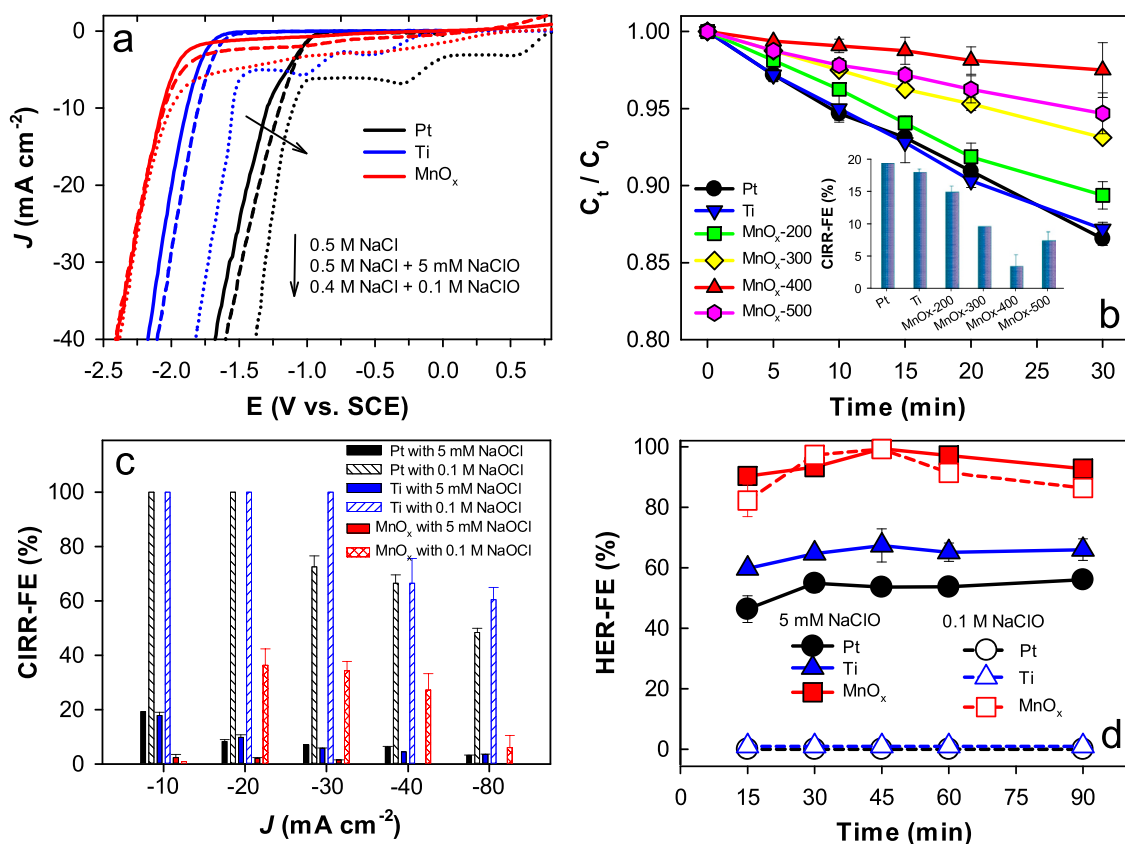 a
J (mA cm⁻²)
0
-10
-20
-30
-40
Pt
Ti
MnOₓ
0.5 M NaCl
0.5 M NaCl + 5 mM NaClO
0.4 M NaCl + 0.1 M NaClO
-2.5 -2.0 -1.5 -1.0 -0.5 0.0 0.5
E (V vs. SCE)
b
Cₜ / C₀
1.00
0.95
0.90
0.85
0.80
Pt
Ti
MnOₓ-200
MnOₓ-300
MnOₓ-400
MnOₓ-500
CIRR-FE (%)
20
15
10
5
0
Pt Ti MnOx-200 MnOx-300 MnOx-400 MnOx-500
0 5 10 15 20 25 30
Time (min)
c
CIRR-FE (%)
100
80
60
40
20
0
Pt with 5 mM NaOCl
Pt with 0.1 M NaOCl
Ti with 5 mM NaOCl
Ti with 0.1 M NaOCl
MnOₓ with 5 mM NaOCl
MnOₓ with 0.1 M NaOCl
-10 -20 -30 -40 -80
J (mA cm⁻²)
d
HER-FE (%)
100
80
60
40
20
0
5 mM NaClO 0.1 M NaClO
Pt Pt
Ti Ti
MnOₓ MnOₓ
0 15 30 45 60 75 90
Time (min)